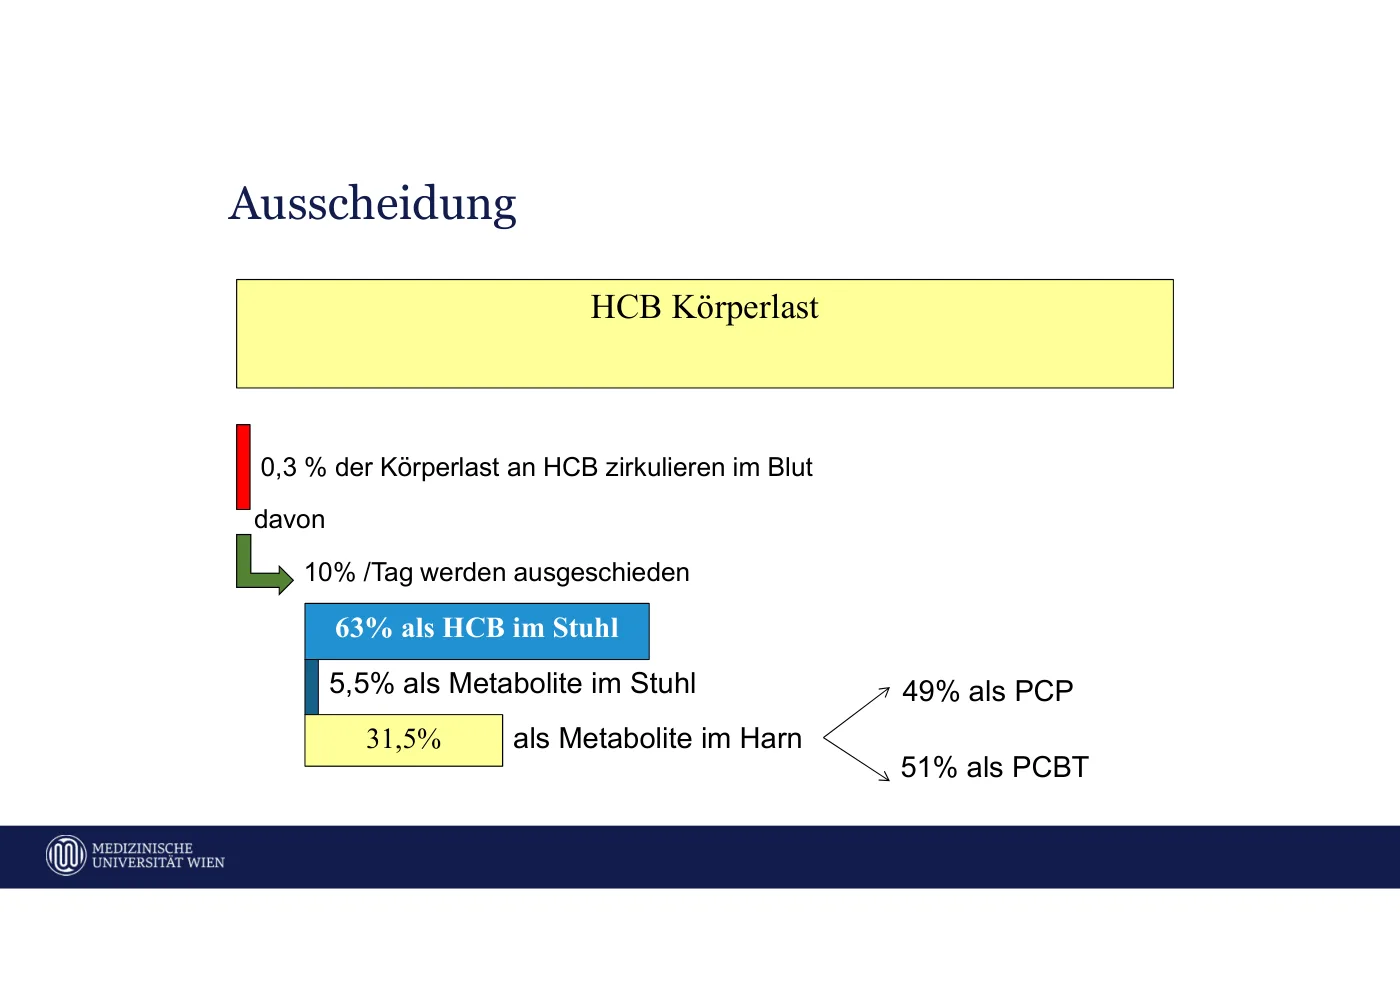 Ausscheidung
HCB Körperlast
0,3 % der Körperlast an HCB zirkulieren im Blut
davon
10% /Tag werden ausgeschieden
63% als HCB im Stuhl
5,5% als Metabolite im Stuhl
31,5% als Metabolite im Harn
49% als PCP
51% als PCBT
MEDIZINISCHE
UNIVERSITÄT WIEN